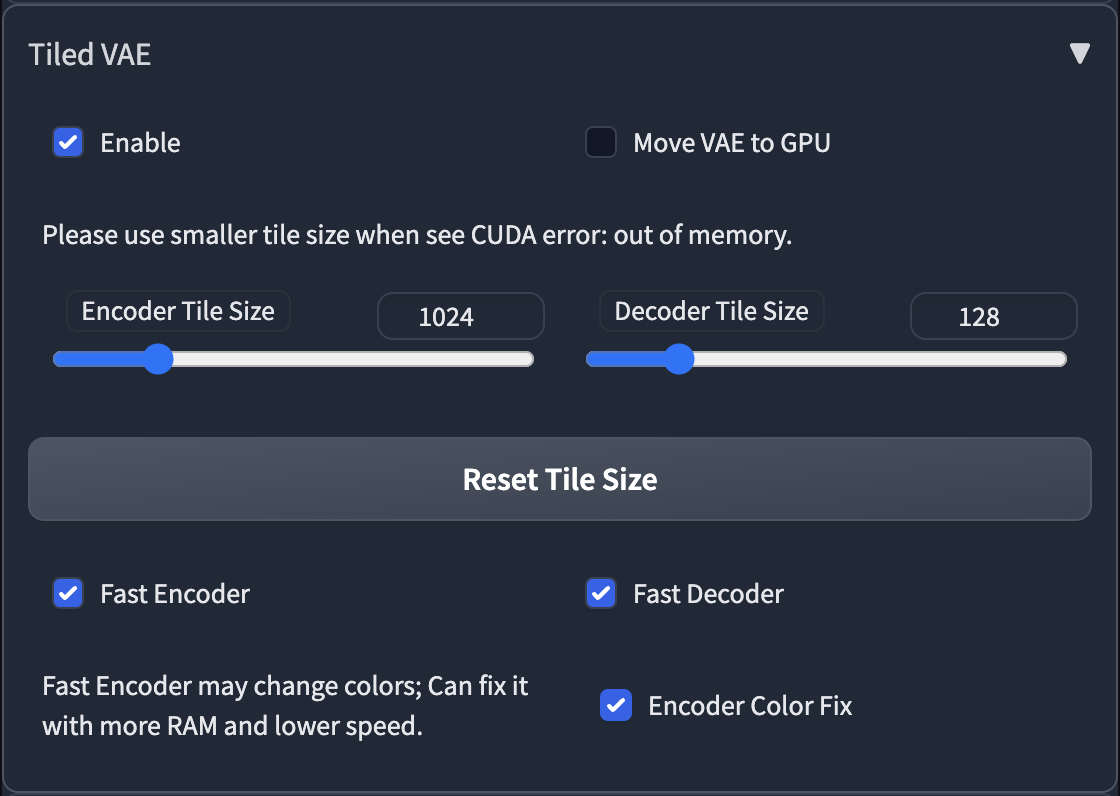 Tiled VAE
Enable
Move VAE to GPU
Please use smaller tile size when see CUDA error: out of memory.
Encoder Tile Size
1024
Decoder Tile Size
128
Reset Tile Size
Fast Encoder
Fast Decoder
Fast Encoder may change colors; Can fix it
with more RAM and lower speed.
Encoder Color Fix